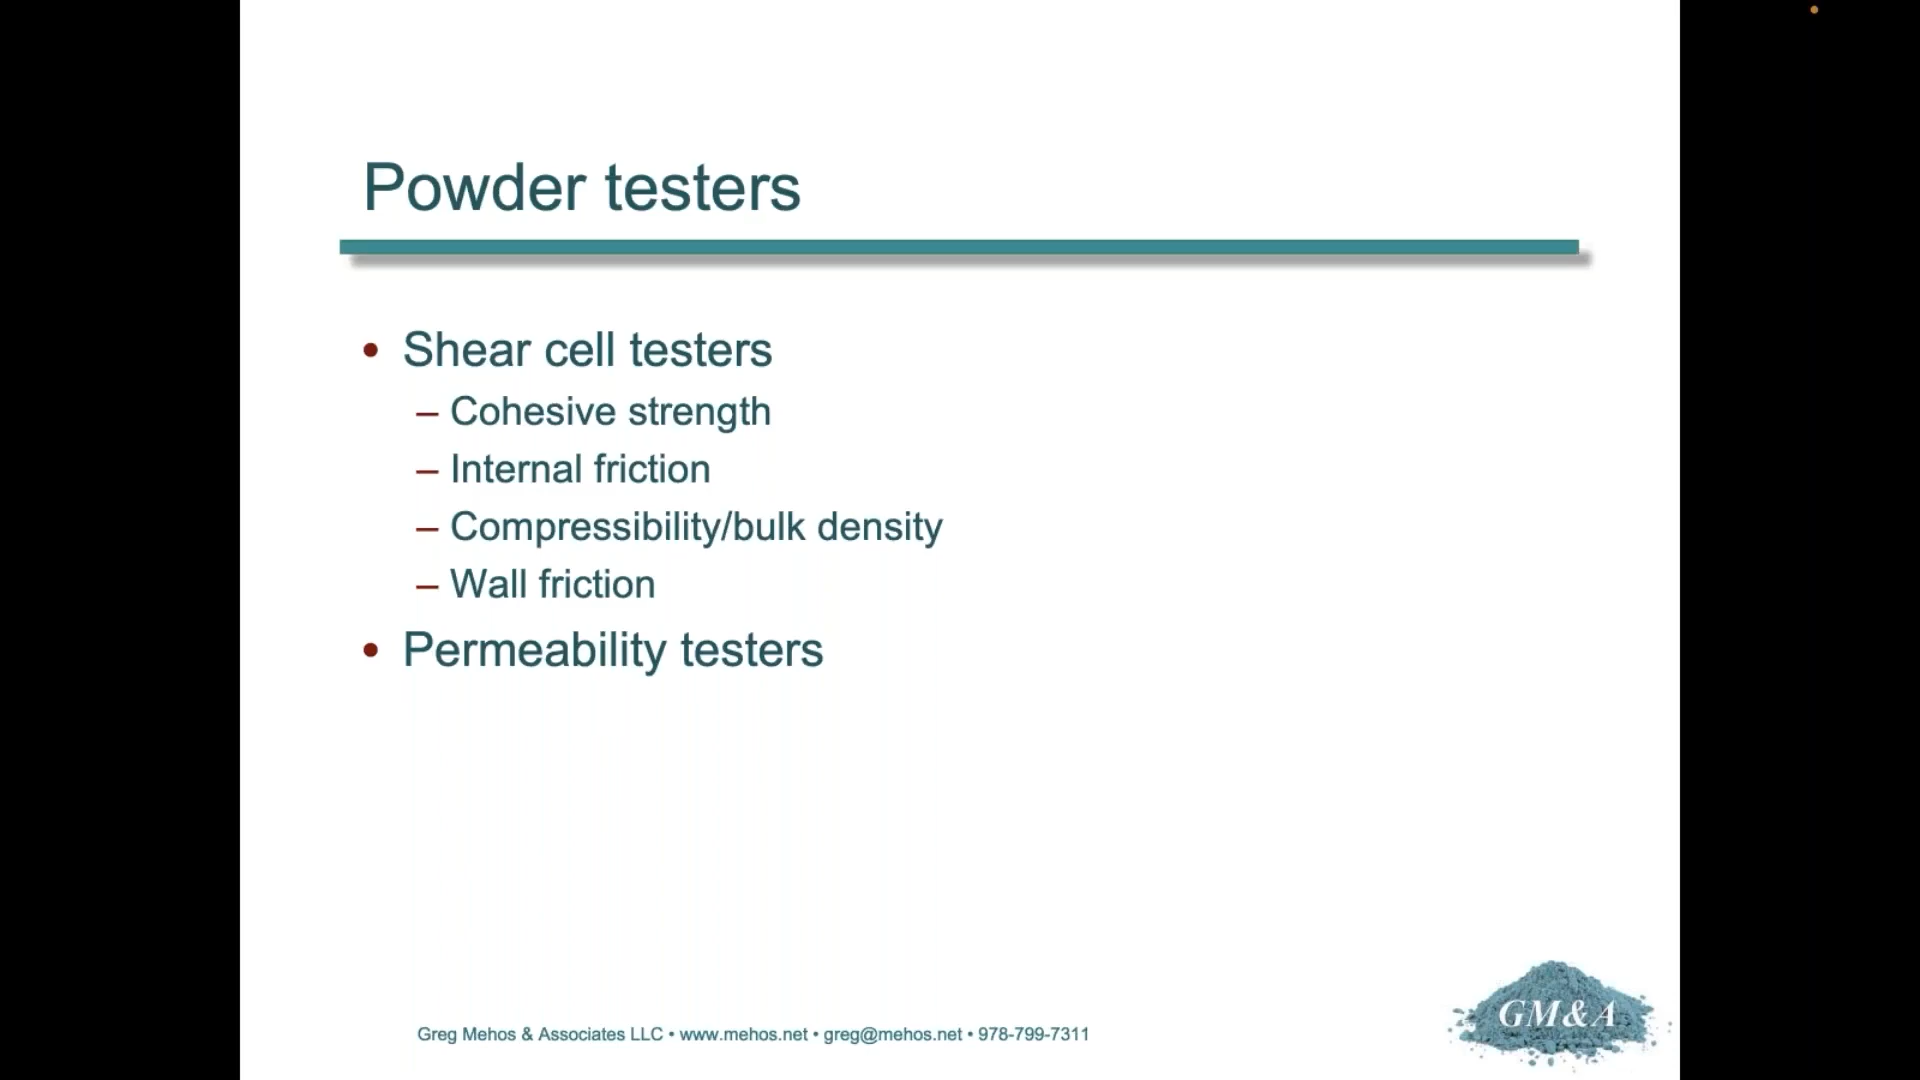 Powder testers
• Shear cell testers
– Cohesive strength
– Internal friction
– Compressibility/bulk density
– Wall friction
• Permeability testers
Greg Mehos & Associates LLC • www.mehos.net • greg@mehos.net • 978-799-7311
GM&A